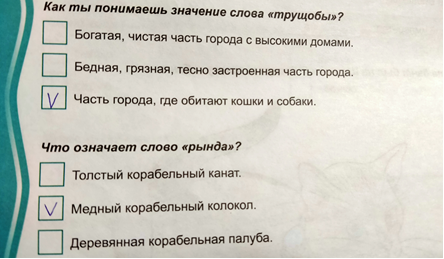 Как ты понимаешь значение слова «трущобы»?
Богатая, чистая часть города с высокими домами.
Бедная, грязная, тесно застроенная часть города.
V Часть города, где обитают кошки и собаки.
Что означает слово «рында»?
Толстый корабельный канат.
V Медный корабельный колокол.
Деревянная корабельная палуба.